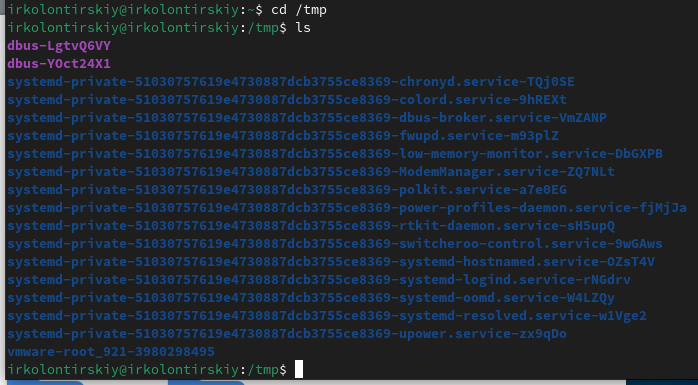 irkolontirskiy@irkolontirskiy:~$ cd /tmp
irkolontirskiy@irkolontirskiy:/tmp$ ls
dbus-LgtvQ6VY
dbus-YOct24X1
systemd-private-51030757619e4730887dcb3755ce8369-chronyd.service-TQj0SE
systemd-private-51030757619e4730887dcb3755ce8369-colord.service-9hREXt
systemd-private-51030757619e4730887dcb3755ce8369-dbus-broker.service-VmZANP
systemd-private-51030757619e4730887dcb3755ce8369-fwupd.service-m93plZ
systemd-private-51030757619e4730887dcb3755ce8369-low-memory-monitor.service-DbGXPB
systemd-private-51030757619e4730887dcb3755ce8369-ModemManager.service-ZQ7NLt
systemd-private-51030757619e4730887dcb3755ce8369-polkit.service-a7e0EG
systemd-private-51030757619e4730887dcb3755ce8369-power-profiles-daemon.service-fjMjJa
systemd-private-51030757619e4730887dcb3755ce8369-rtkit-daemon.service-sH5upQ
systemd-private-51030757619e4730887dcb3755ce8369-switcheroo-control.service-9wGAws
systemd-private-51030757619e4730887dcb3755ce8369-systemd-hostnamed.service-OZsT4V
systemd-private-51030757619e4730887dcb3755ce8369-systemd-logind.service-rNGdrv
systemd-private-51030757619e4730887dcb3755ce8369-systemd-oomd.service-W4LZQy
systemd-private-51030757619e4730887dcb3755ce8369-systemd-resolved.service-w1Vge2
systemd-private-51030757619e4730887dcb3755ce8369-upower.service-zx9qDo
vmware-root_921-3980298495
irkolontirskiy@irkolontirskiy:/tmp$